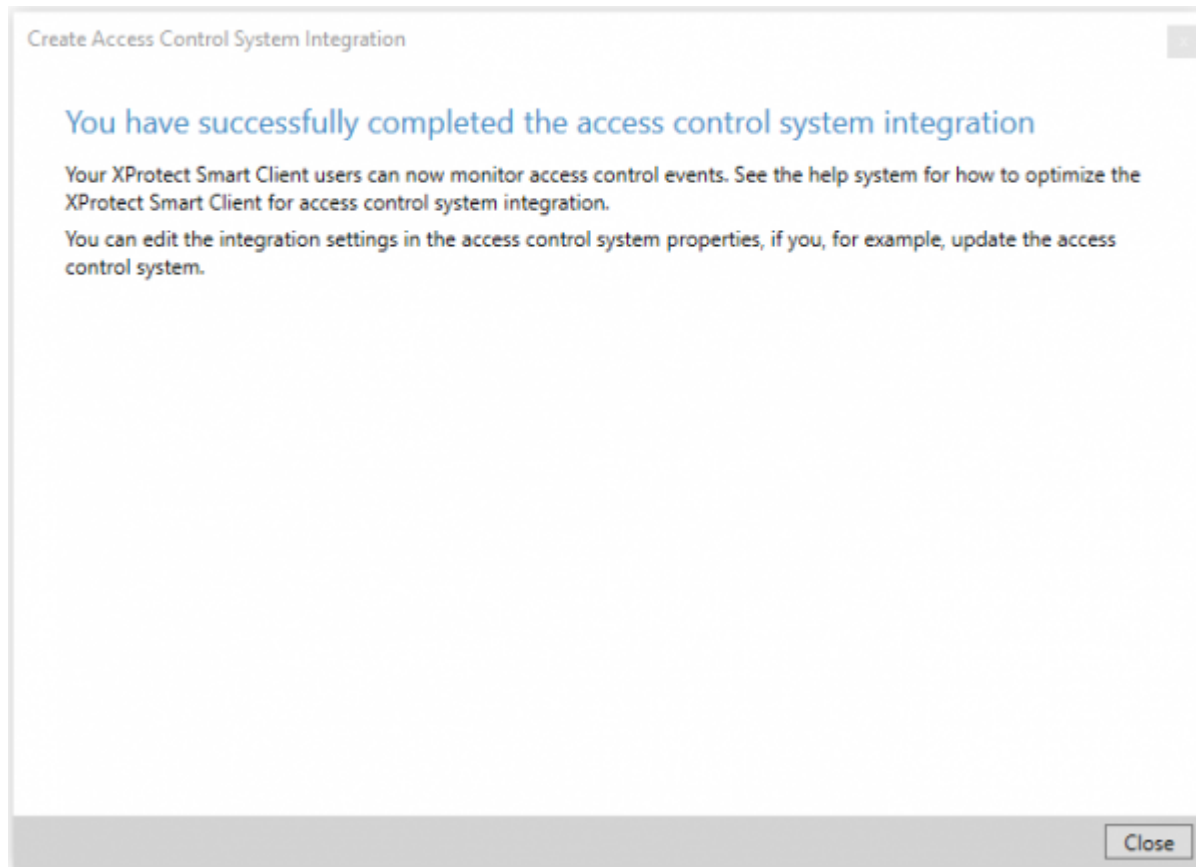 Create Access Control System Integration
x
You have successfully completed the access control system integration
Your XProtect Smart Client users can now monitor access control events. See the help system for how to optimize the
XProtect Smart Client for access control system integration.
You can edit the integration settings in the access control system properties, if you, for example, update the access
control system.
Close